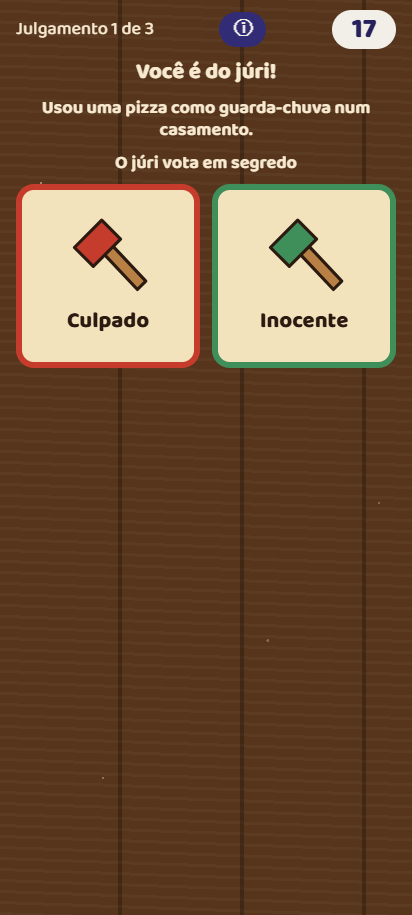 Julgamento 1 de 3
17
Você é do júri!
Usou uma pizza como guarda-chuva num
casamento.
O júri vota em segredo
Culpado
Inocente